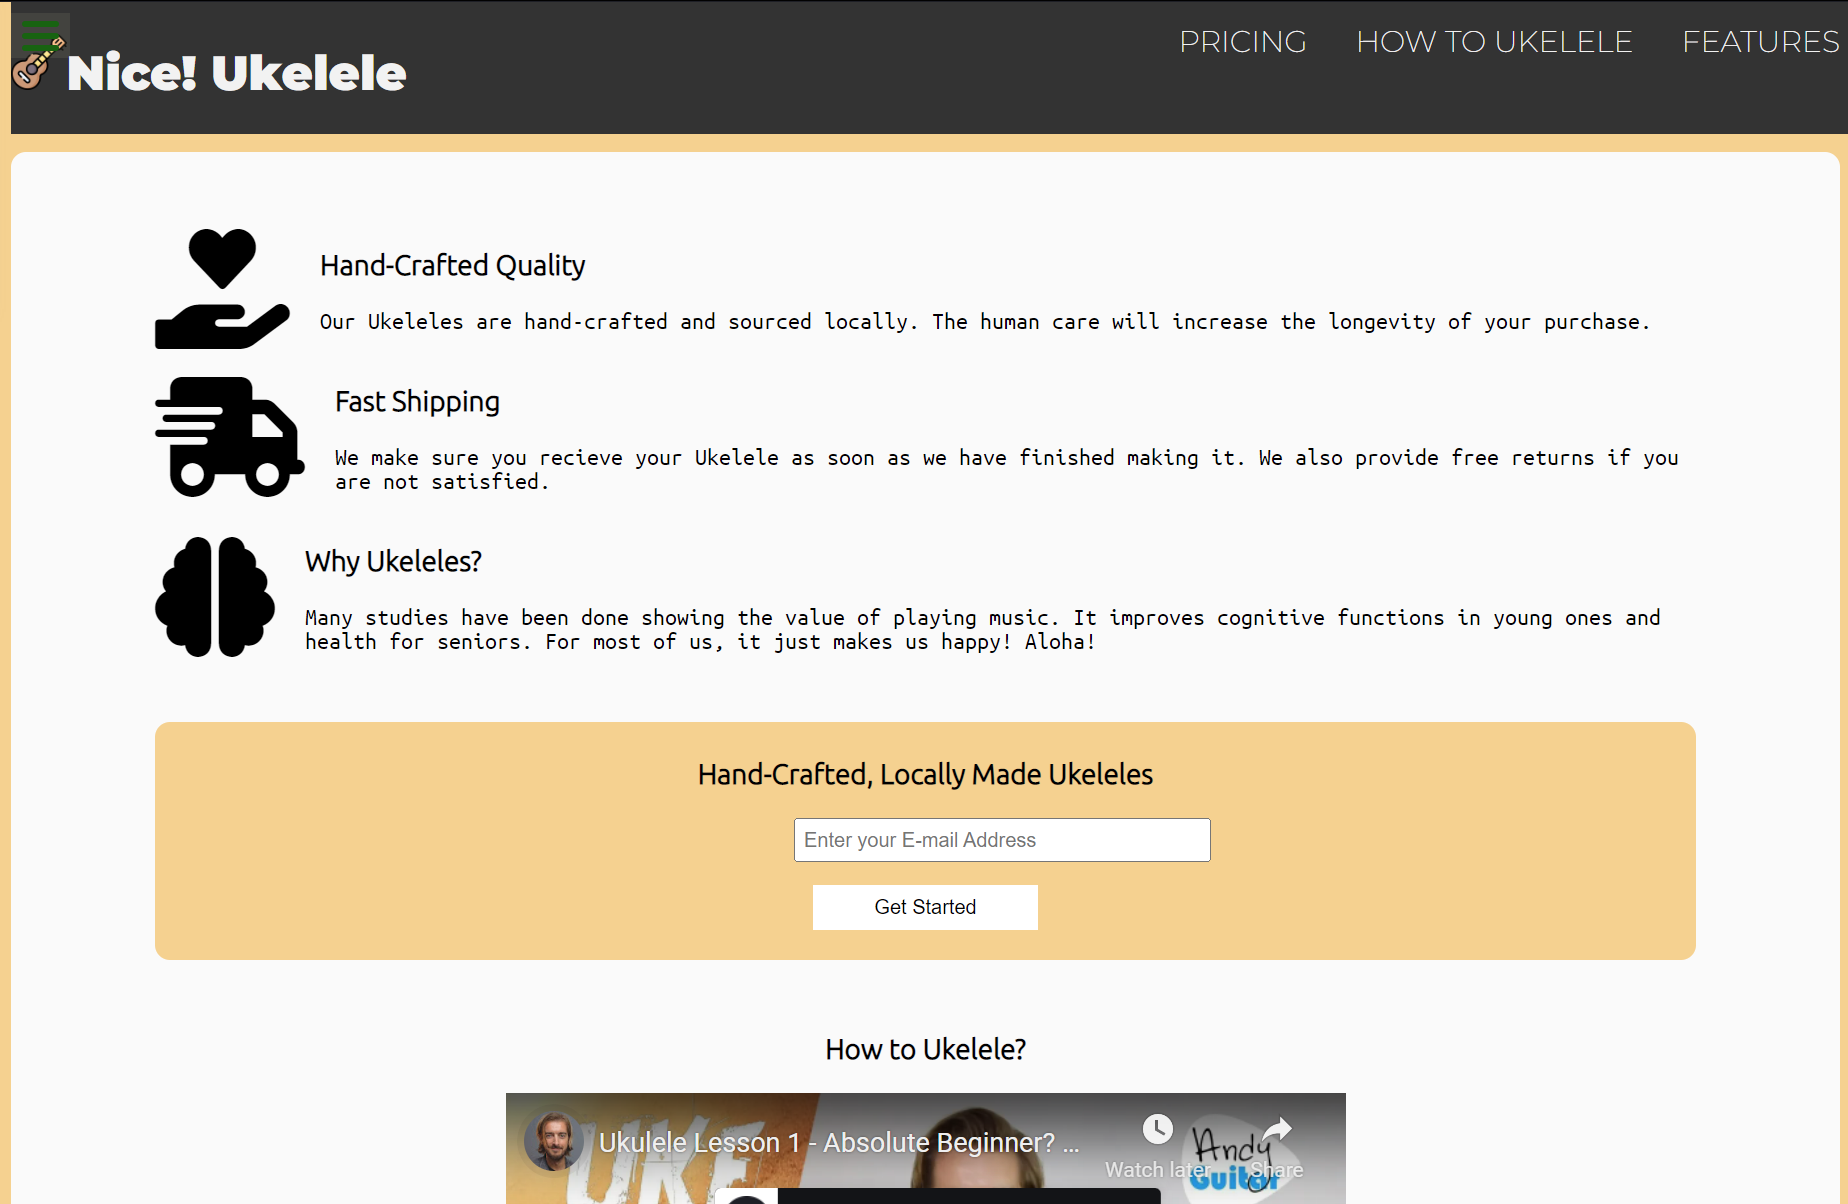 Nice! Ukelele
PRICING
HOW TO UKELELE
FEATURES
Hand-Crafted Quality
Our Ukeleles are hand-crafted and sourced locally. The human care will increase the longevity of your purchase.
Fast Shipping
We make sure you recieve your Ukelele as soon as we have finished making it. We also provide free returns if you
are not satisfied.
Why Ukeleles?
Many studies have been done showing the value of playing music. It improves cognitive functions in young ones and
health for seniors. For most of us, it just makes us happy! Aloha!
Hand-Crafted, Locally Made Ukeleles
Enter your E-mail Address
Get Started
How to Ukelele?
UKE
Ukulele Lesson 1 - Absolute Beginner? ...
Watch later
Share
Andy
Guitar